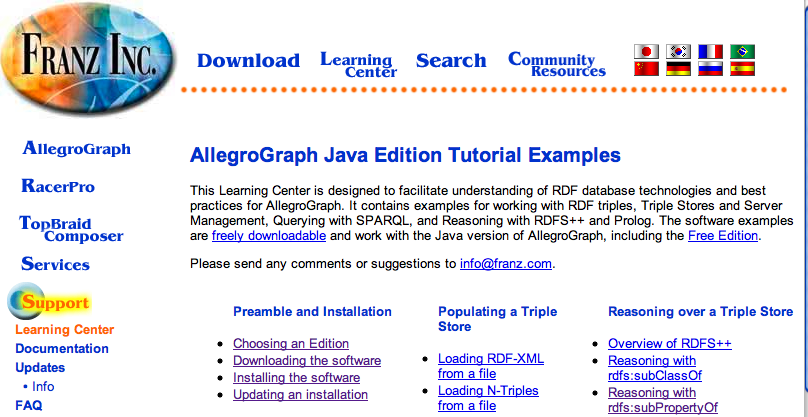 FRANZ INC.
Download
Learning
Center
Search
Community
Resources
AllegroGraph
RacerPro
TopBraid
Composer
Services
Support
Learning Center
Documentation
Updates
• Info
FAQ
AllegroGraph Java Edition Tutorial Examples
This Learning Center is designed to facilitate understanding of RDF database technologies and best
practices for AllegroGraph. It contains examples for working with RDF triples, Triple Stores and Server
Management, Querying with SPARQL, and Reasoning with RDFS++ and Prolog. The software examples
are freely downloadable and work with the Java version of AllegroGraph, including the Free Edition.
Please send any comments or suggestions to info@franz.com.
Preamble and Installation
• Choosing an Edition
• Downloading the software
• Installing the software
• Updating an installation
Populating a Triple
Store
• Loading RDF-XML
from a file
• Loading N-Triples
from a file
Reasoning over a Triple Store
• Overview of RDFS++
• Reasoning with
rdfs:subClassOf
• Reasoning with
rdfs:subPropertyOf